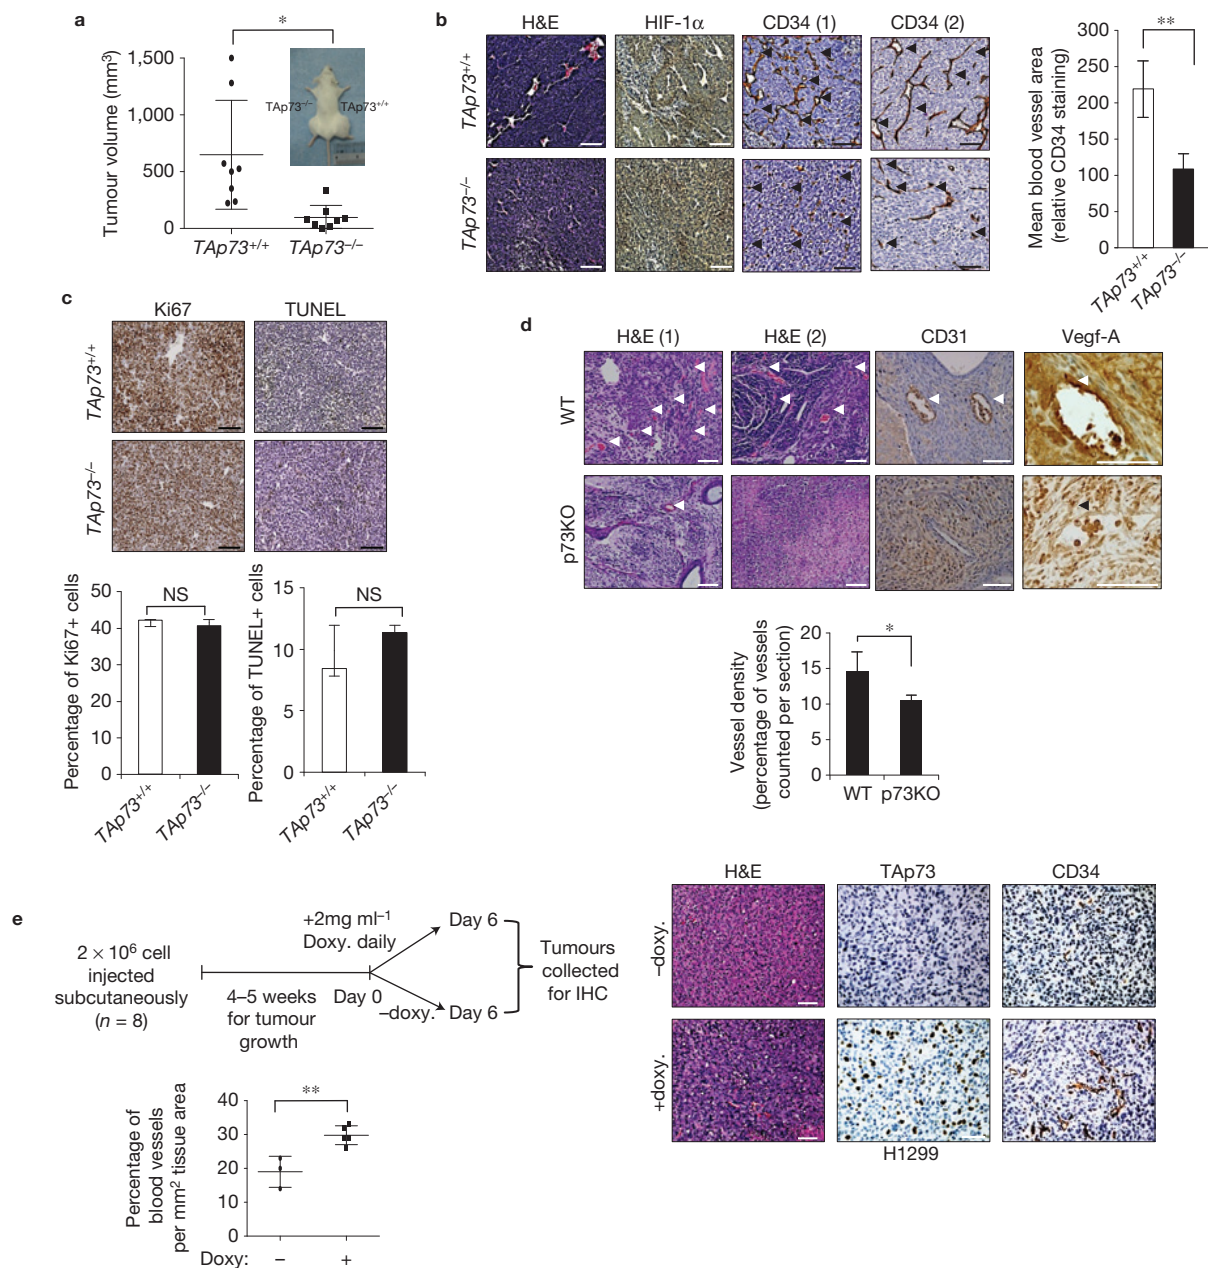 a
*
Tumour volume (mm³)
1,500
1,000
500
0
TAp73–/–
TAp73+/+
TAp73+/+
TAp73–/–
b
H&E
HIF-1α
CD34 (1)
CD34 (2)
TAp73+/+
TAp73–/–
Mean blood vessel area
(relative CD34 staining)
300
250
200
150
100
50
0
**
TAp73+/+
TAp73–/–
c
Ki67
TUNEL
TAp73+/+
TAp73–/–
Percentage of Ki67+ cells
50
40
30
20
10
0
NS
TAp73+/+
TAp73–/–
Percentage of TUNEL+ cells
15
10
5
0
NS
TAp73+/+
TAp73–/–
d
H&E (1)
H&E (2)
CD31
Vegf-A
WT
p73KO
Vessel density
(percentage of vessels
counted per section)
20
15
10
5
0
*
WT
p73KO
e
2 × 10⁶ cell
injected
subcutaneously
(n = 8)
4–5 weeks
for tumour
growth
+2mg ml–1
Doxy. daily
Day 0
–doxy.
Day 6
Day 6
Tumours
collected
for IHC
Percentage of
blood vessels
per mm² tissue area
40
30
20
10
0
**
Doxy:
–
+
H&E
TAp73
CD34
–doxy.
+doxy.
H1299